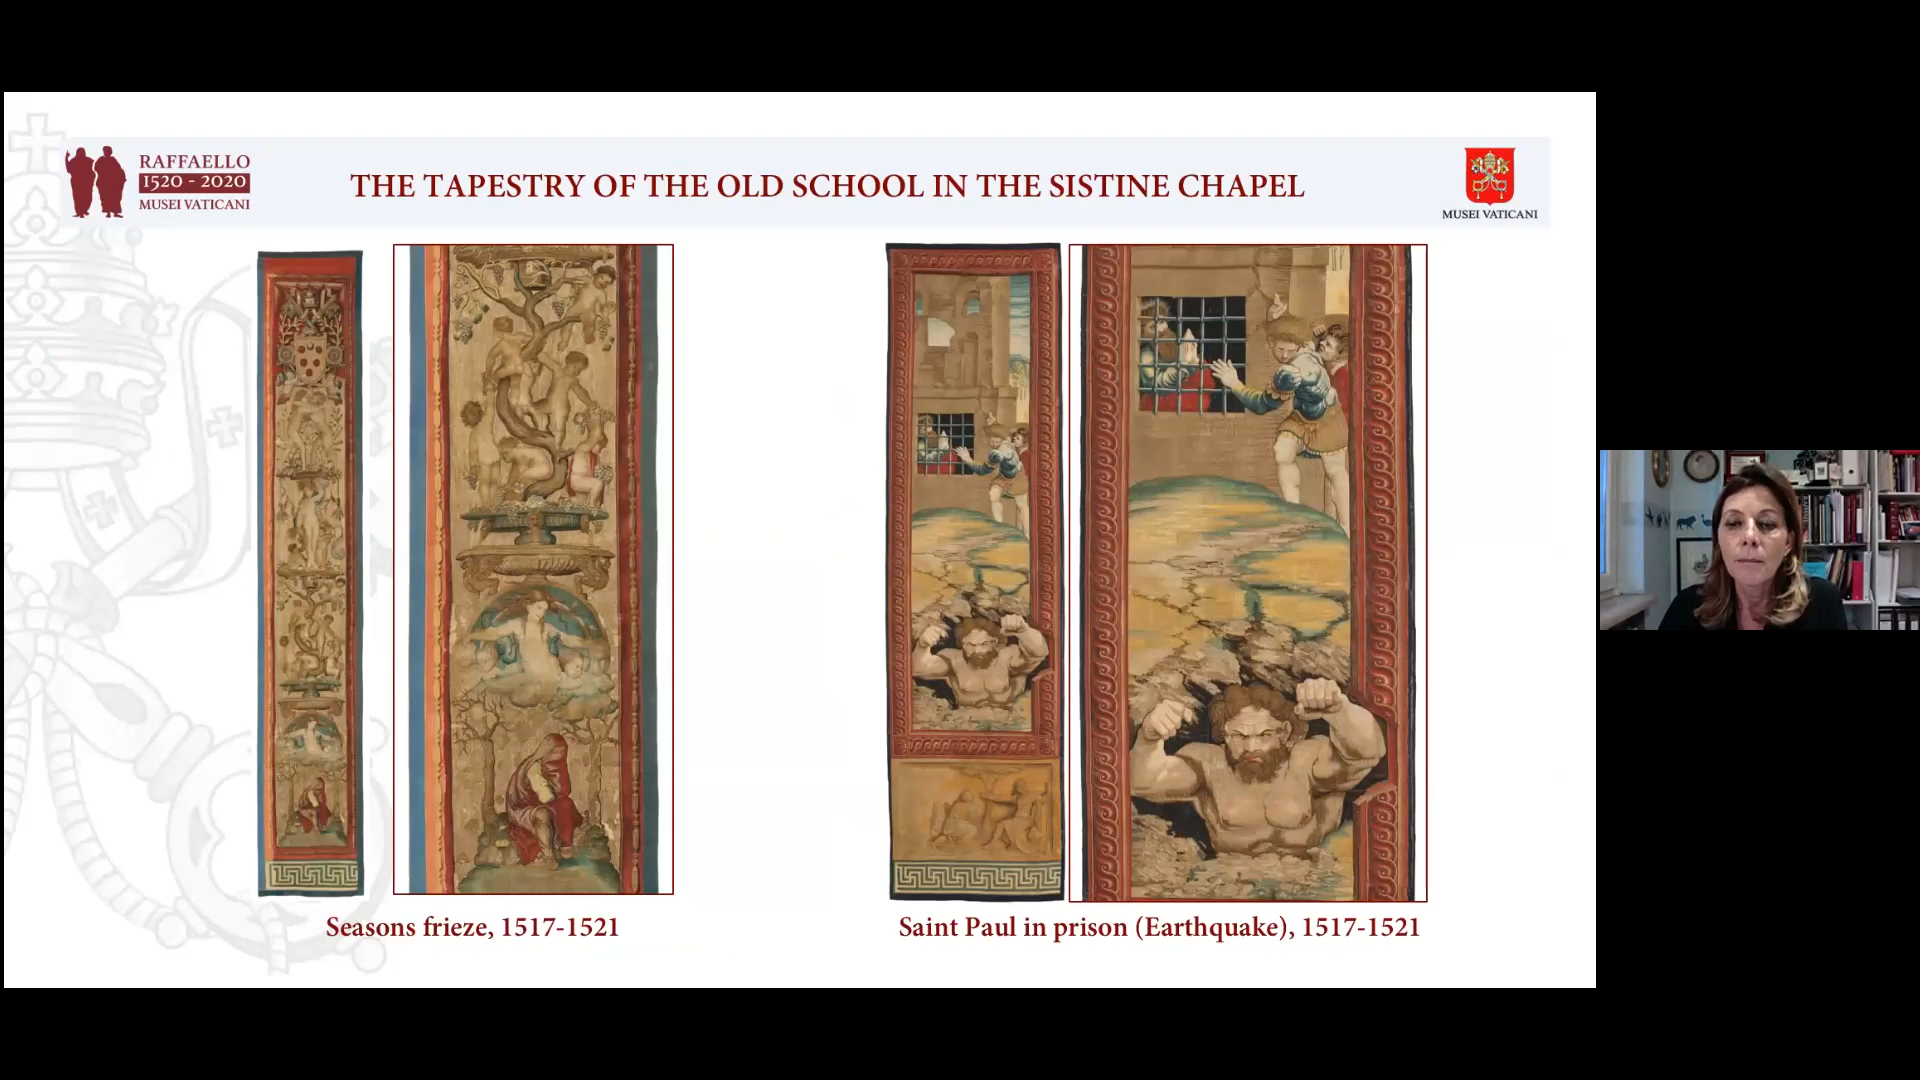 RAFFAELLO
1520 - 2020
MUSEI VATICANI
THE TAPESTRY OF THE OLD SCHOOL IN THE SISTINE CHAPEL
MUSEI VATICANI
Seasons frieze, 1517-1521
Saint Paul in prison (Earthquake), 1517-1521